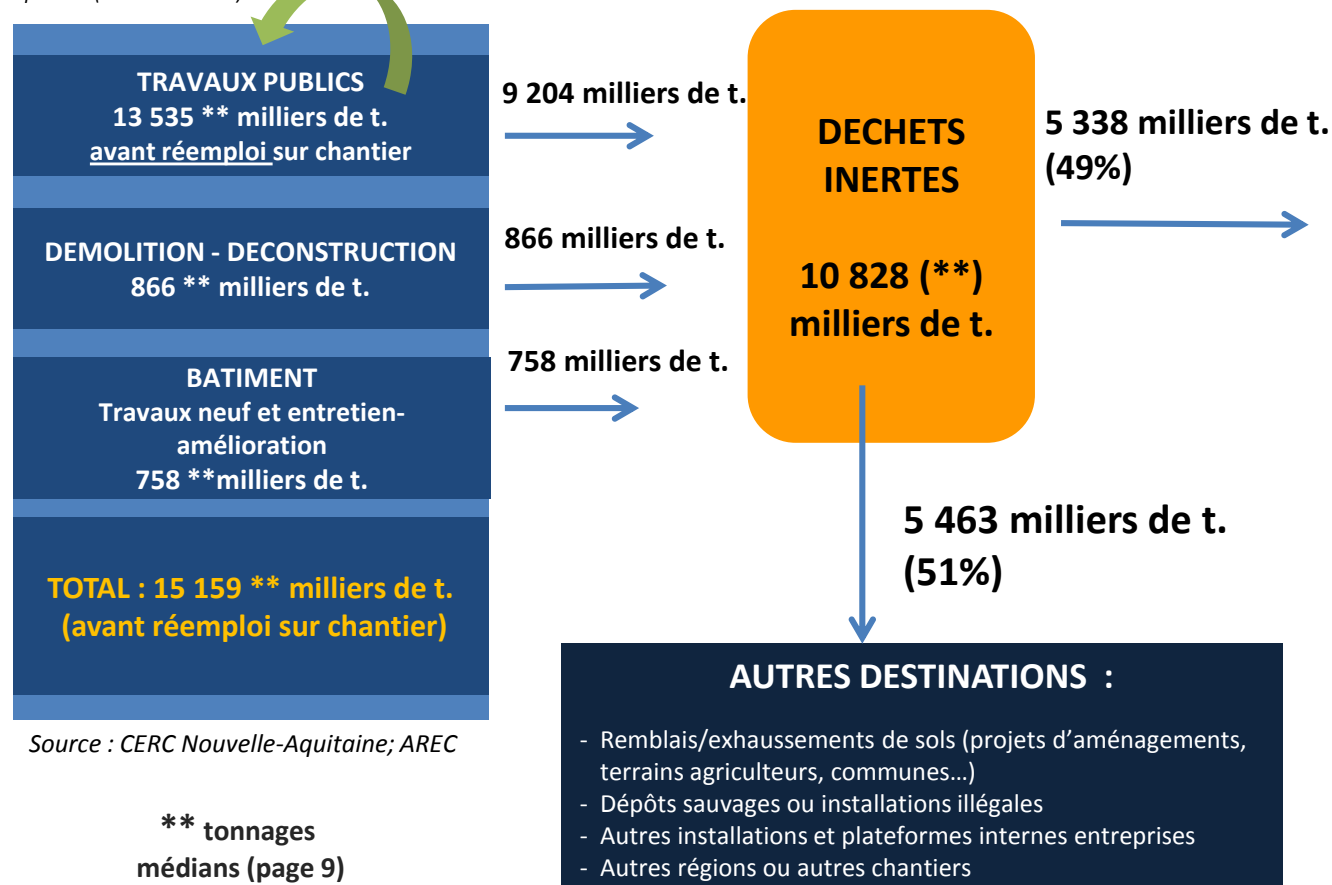 TRAVAUX PUBLICS
13 535 ** milliers de t.
avant réemploi sur chantier
9 204 milliers de t.
DEMOLITION - DECONSTRUCTION
866 ** milliers de t.
866 milliers de t.
BATIMENT
Travaux neuf et entretien-
amélioration
758 **milliers de t.
758 milliers de t.
TOTAL : 15 159 ** milliers de t.
(avant réemploi sur chantier)
Source : CERC Nouvelle-Aquitaine; AREC
** tonnages
médians (page 9)
DECHETS
INERTES
10 828 (**)
milliers de t.
5 338 milliers de t.
(49%)
5 463 milliers de t.
(51%)
AUTRES DESTINATIONS :
- Remblais/exhaussements de sols (projets d’aménagements,
terrains agriculteurs, communes…)
- Dépôts sauvages ou installations illégales
- Autres installations et plateformes internes entreprises
- Autres régions ou autres chantiers